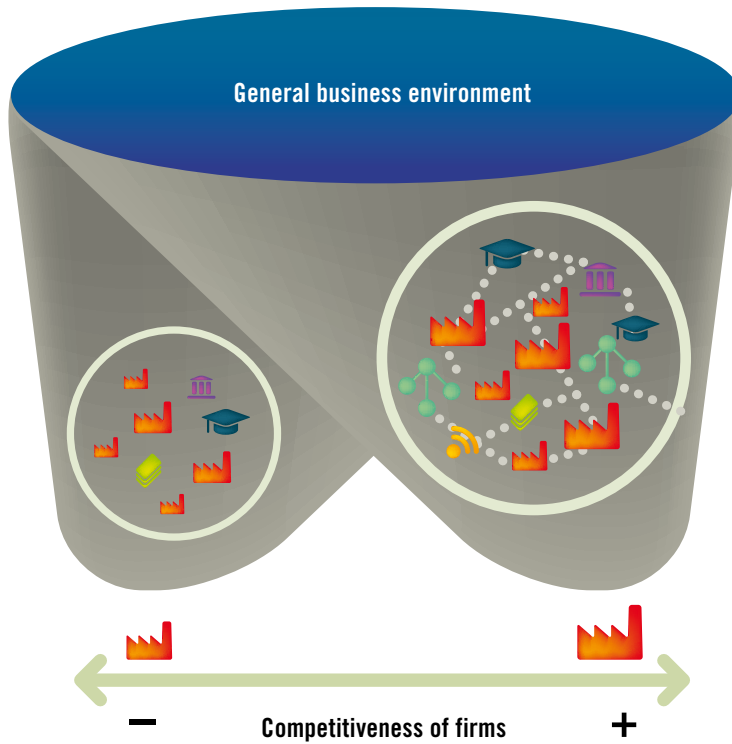 General business environment
− +
Competitiveness of firms